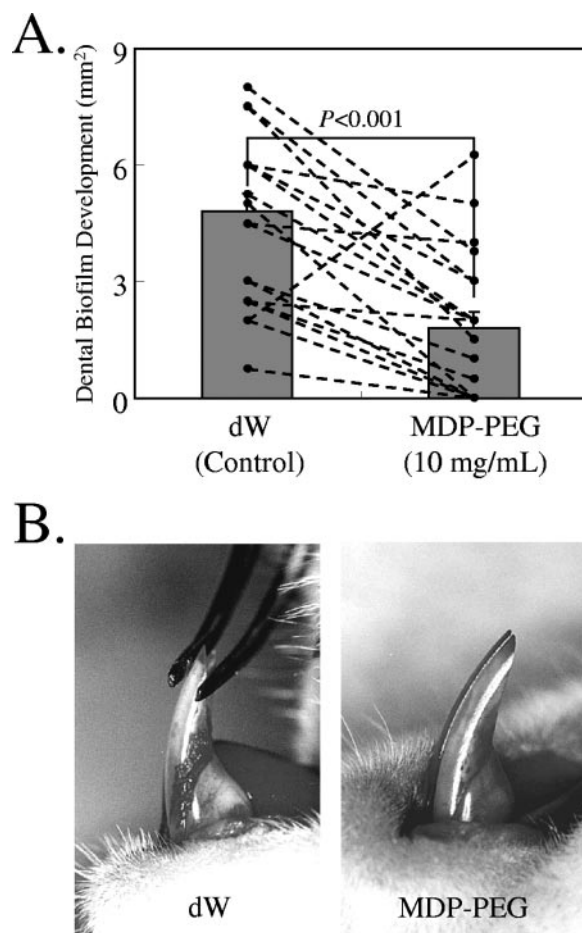 A.
Dental Biofilm Development (mm²)
9
6
3
0
P<0.001
dW
(Control)
MDP-PEG
(10 mg/mL)
B.
dW
MDP-PEG